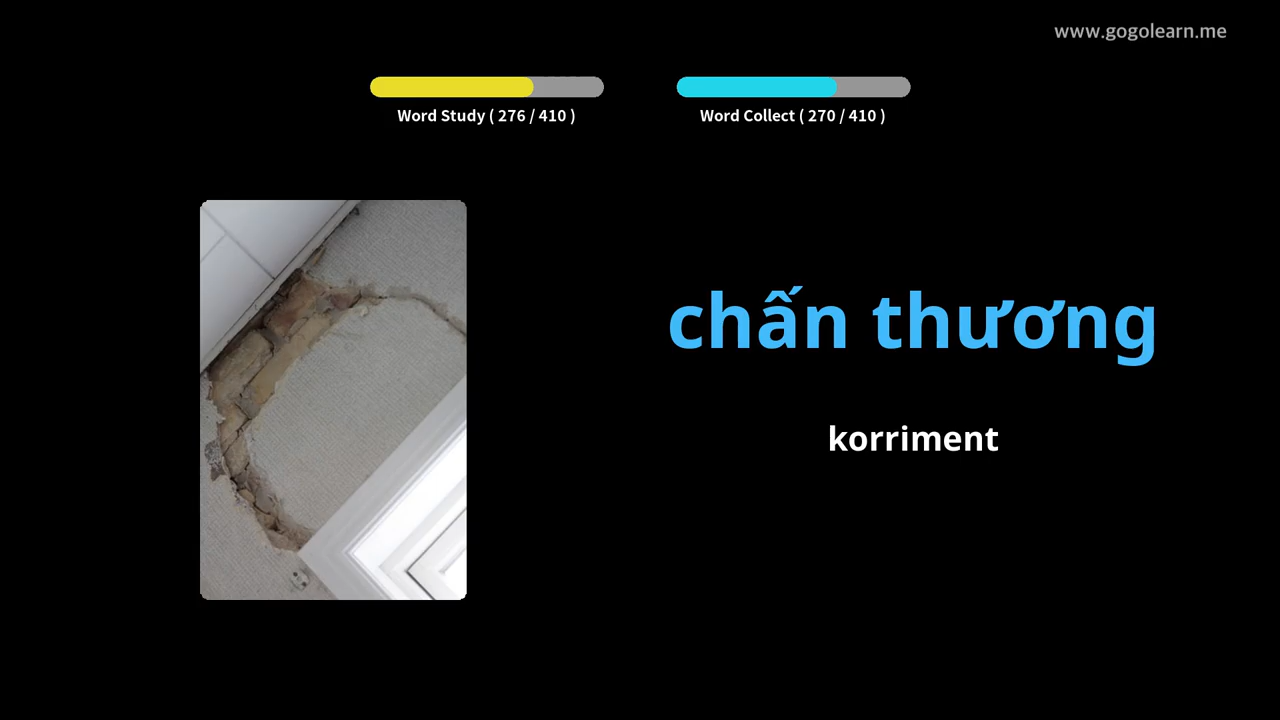 www.gogolearn.me
Word Study ( 276 / 410 )
Word Collect ( 270 / 410 )
chấn thương
korriment